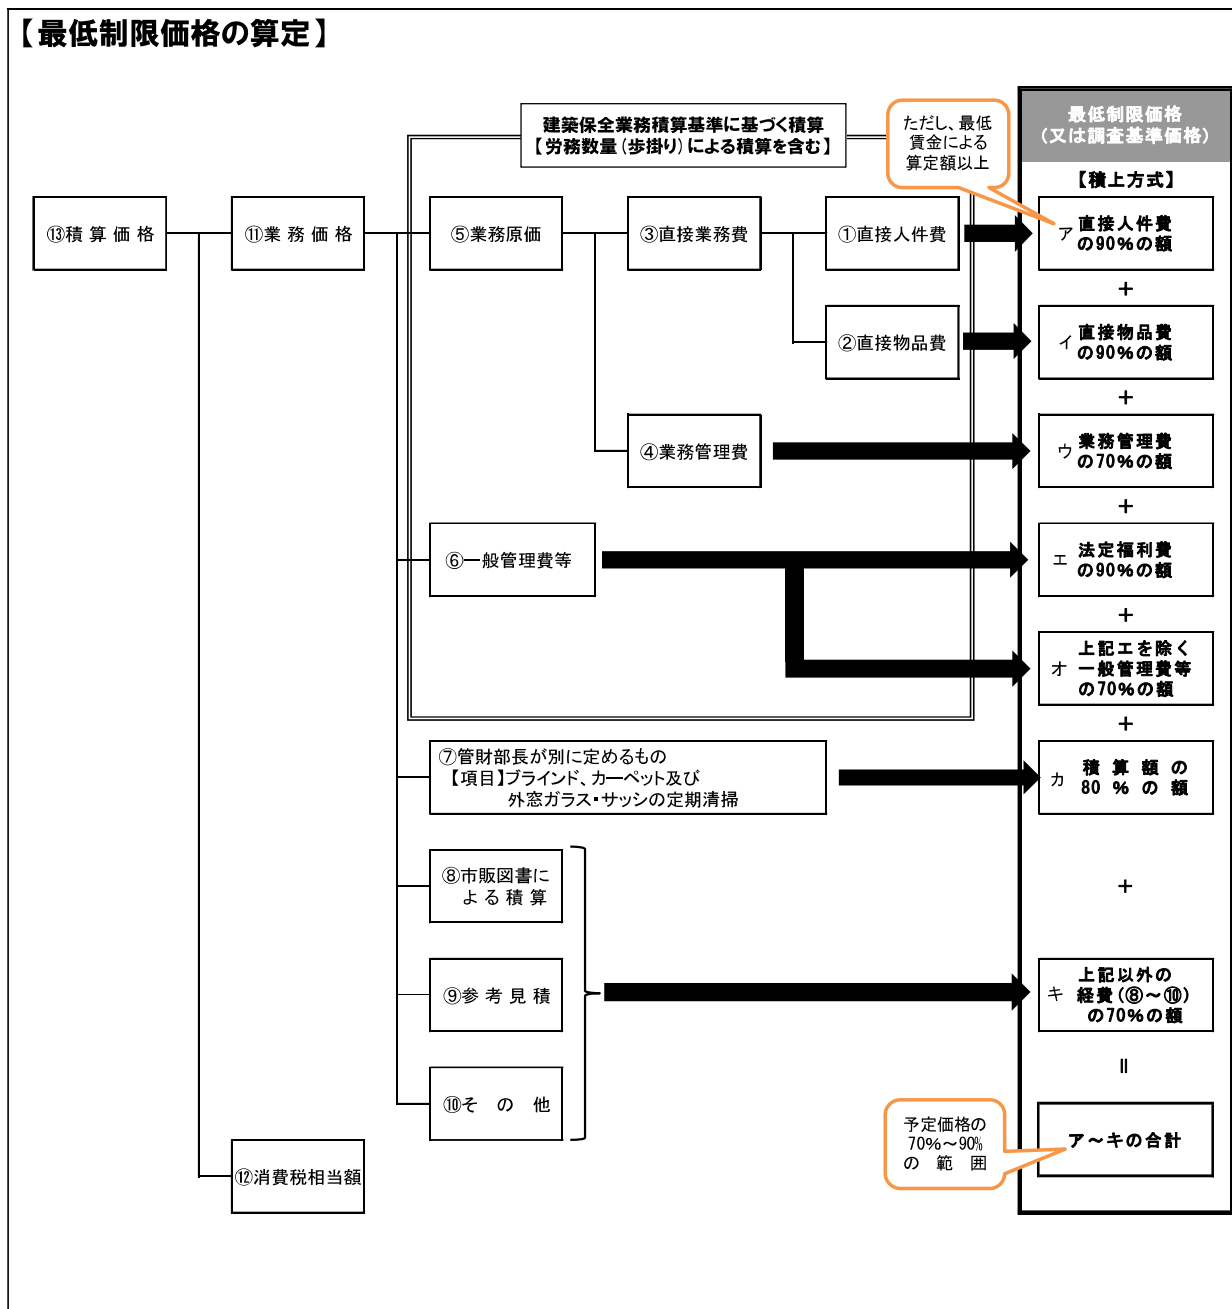 【最低制限価格の算定】
建築保全業務積算基準に基づく積算
【労務数量(歩掛り)による積算を含む】
ただし、最低
賃金による
算定額以上
最低制限価格
(又は調査基準価格)
【積上方式】
⑬積算価格
⑪業務価格
⑤業務原価
③直接業務費
①直接人件費
ア 直接人件費
の90%の額
+
②直接物品費
イ 直接物品費
の90%の額
+
④業務管理費
ウ 業務管理費
の70%の額
+
⑥一般管理費等
エ 法定福利費
の90%の額
+
オ 上記エを除く
一般管理費等
の70%の額
+
⑦管財部長が別に定めるもの
【項目】ブラインド、カーペット及び
外窓ガラス・サッシの定期清掃
カ 積算額の
80%の額
+
⑧市販図書に
よる積算
⑨参考見積
キ 上記以外の
経費(⑧~⑩)
の70%の額
=
⑩その他
予定価格の
70%~90%
の範囲
ア~キの合計
⑫消費税相当額